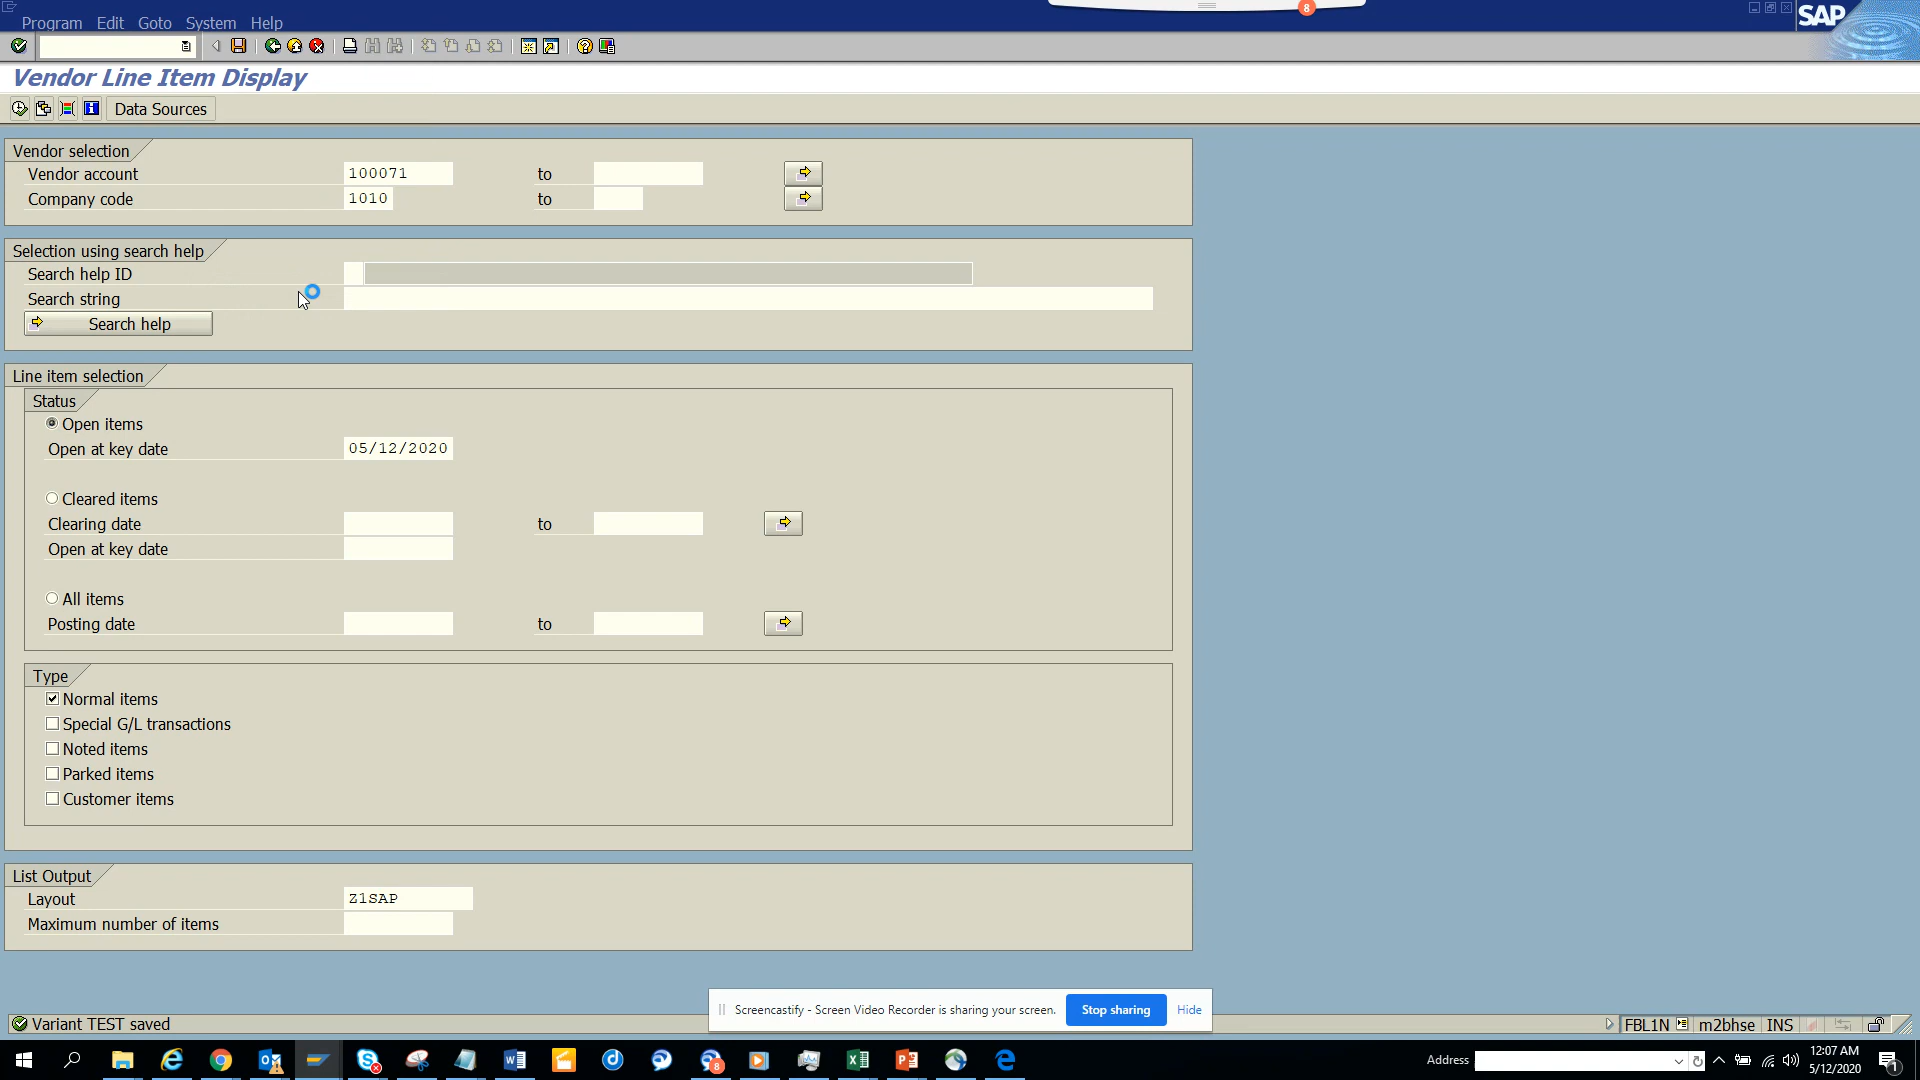 Program Edit Goto System Help
8
SAP
Vendor Line Item Display
Data Sources
Vendor selection
Vendor account 100071 to
Company code 1010 to
Selection using search help
Search help ID
Search string
Search help
Line item selection
Status
Open items
Open at key date 05/12/2020
Cleared items
Clearing date to
Open at key date
All items
Posting date to
Type
Normal items
Special G/L transactions
Noted items
Parked items
Customer items
List Output
Layout Z1SAP
Maximum number of items
Screencastify - Screen Video Recorder is sharing your screen. Stop sharing Hide
Variant TEST saved FBL1N m2bhse INS
8 Address 12:07 AM
5/12/2020 1